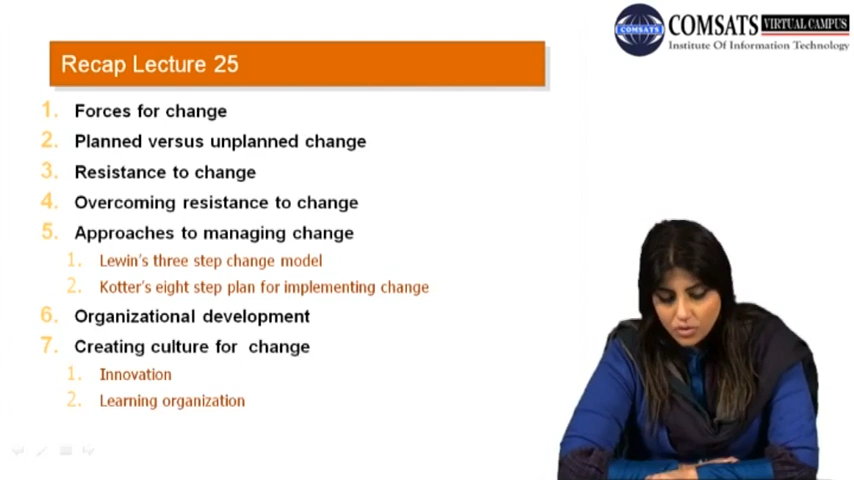 COMSATS VIRTUAL CAMPUS
COMSATS
Institute Of Information Technology
Recap Lecture 25
1. Forces for change
2. Planned versus unplanned change
3. Resistance to change
4. Overcoming resistance to change
5. Approaches to managing change
1. Lewin's three step change model
2. Kotter's eight step plan for implementing change
6. Organizational development
7. Creating culture for change
1. Innovation
2. Learning organization